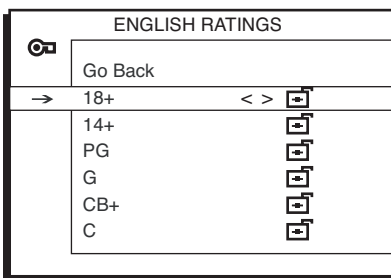 ENGLISH RATINGS
Go Back
→ 18+ < >
14+
PG
G
CB+
C